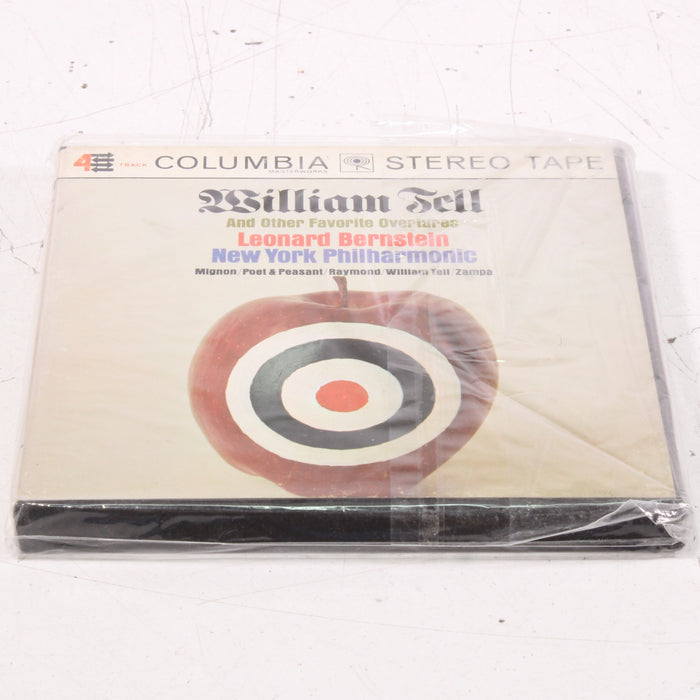 4 TRACK COLUMBIA STEREO TAPE
MASTERWORKS
William Tell
And Other Favorite Overtures
Leonard Bernstein
New York Philharmonic
Mignon/Poet & Peasant/Raymond/William Tell/Zampa